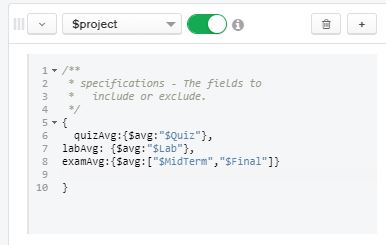 $project
1 /**
2  * specifications - The fields to
3  *   include or exclude.
4  */
5 {
6   quizAvg:{$avg:"$Quiz"},
7 labAvg: {$avg:"$Lab"},
8 examAvg:{$avg:["$MidTerm","$Final"]}
9
10 }